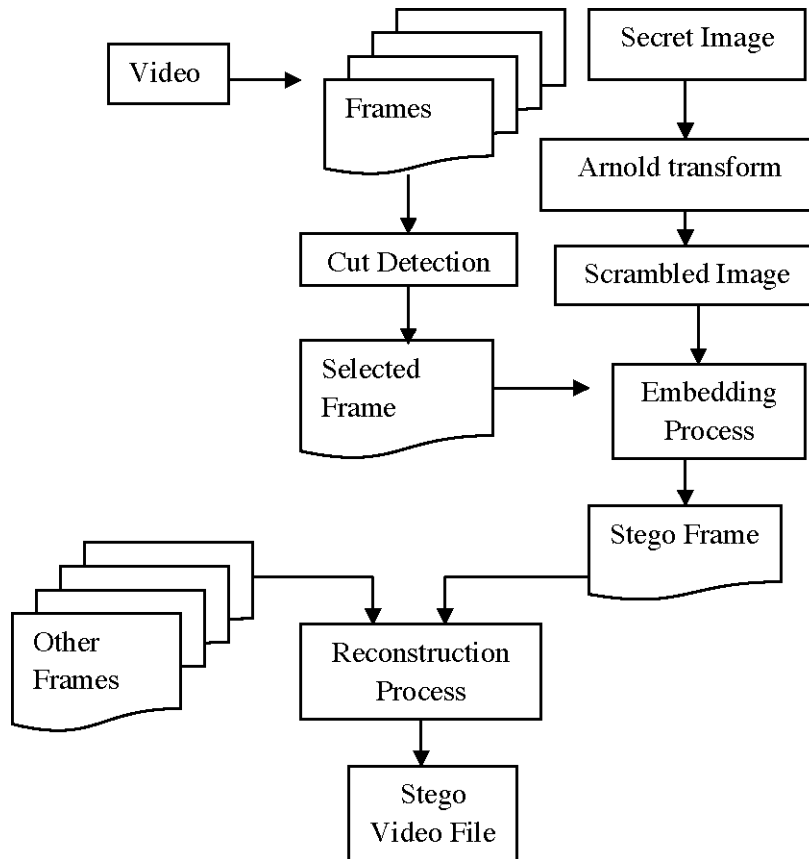 Secret Image
Video
Frames
Arnold transform
Cut Detection
Scrambled Image
Selected
Frame
Embedding
Process
Stego Frame
Other
Frames
Reconstruction
Process
Stego
Video File